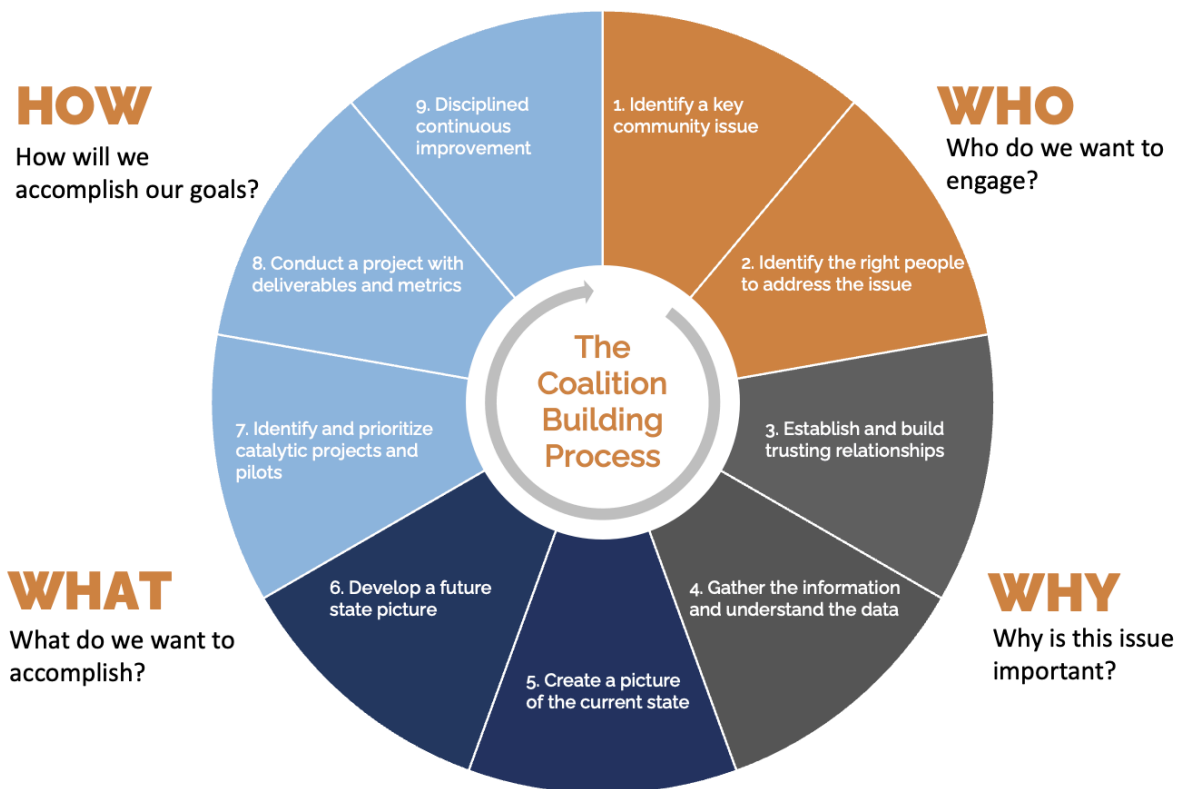 The
Coalition
Building
Process
WHO
Who do we want to
engage?
1. Identify a key
community issue
2. Identify the right people
to address the issue
WHY
Why is this issue
important?
3. Establish and build
trusting relationships
4. Gather the information
and understand the data
WHAT
What do we want to
accomplish?
5. Create a picture
of the current state
6. Develop a future
state picture
HOW
How will we
accomplish our goals?
7. Identify and prioritize
catalytic projects and
pilots
8. Conduct a project with
deliverables and metrics
9. Disciplined
continuous
improvement